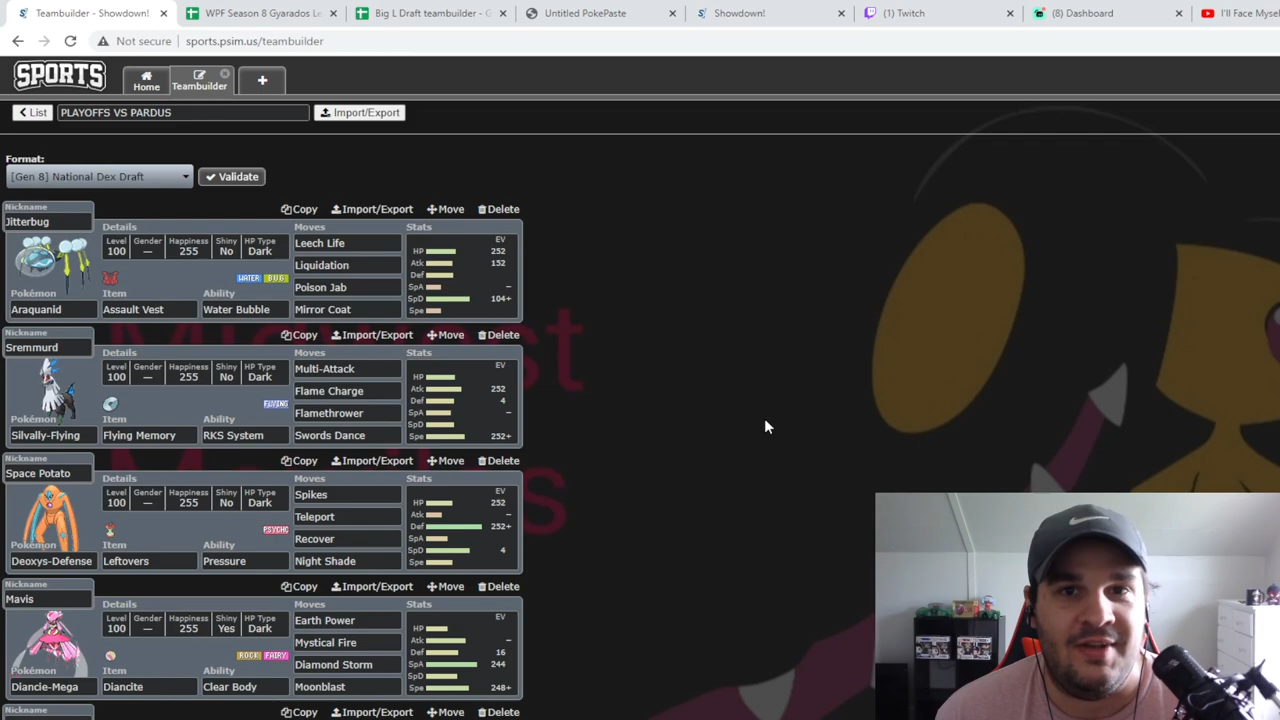 Teambuilder - Showdown!
WPF Season 8 Gyarados Le
Big L Draft teambuilder - G
Untitled PokePaste
Showdown!
(1) Twitch
(8) Dashboard
I'll Face Mysel
Not secure
sports.psim.us/teambuilder
SPORTS
Home
Teambuilder
List
PLAYOFFS VS PARDUS
Import/Export
Format:
[Gen 8] National Dex Draft
Validate
Nickname
Jitterbug
Copy Import/Export Move Delete
Details Moves Stats
Level Gender Happiness Shiny HP Type
100 — 255 No Dark
WATER BUG
Pokémon Item Ability
Araquanid Assault Vest Water Bubble
Leech Life
Liquidation
Poison Jab
Mirror Coat
EV
HP 252
Atk 152
Def
SpA –
SpD 104+
Spe
Nickname
Sremmurd
Copy Import/Export Move Delete
Details Moves Stats
Level Gender Happiness Shiny HP Type
100 — 255 No Dark
FLYING
Pokémon Item Ability
Silvally-Flying Flying Memory RKS System
Multi-Attack
Flame Charge
Flamethrower
Swords Dance
EV
HP
Atk 252
Def 4
SpA –
SpD
Spe 252+
Nickname
Space Potato
Copy Import/Export Move Delete
Details Moves Stats
Level Gender Happiness Shiny HP Type
100 — 255 No Dark
PSYCHC
Pokémon Item Ability
Deoxys-Defense Leftovers Pressure
Spikes
Teleport
Recover
Night Shade
EV
HP 252
Atk –
Def 252+
SpA
SpD 4
Spe
Nickname
Mavis
Copy Import/Export Move Delete
Details Moves Stats
Level Gender Happiness Shiny HP Type
100 — 255 Yes Dark
ROCK FAIRY
Pokémon Item Ability
Diancie-Mega Diancite Clear Body
Earth Power
Mystical Fire
Diamond Storm
Moonblast
EV
HP
Atk –
Def 16
SpA 244
SpD
Spe 248+
Nickname
Copy Import/Export Move Delete